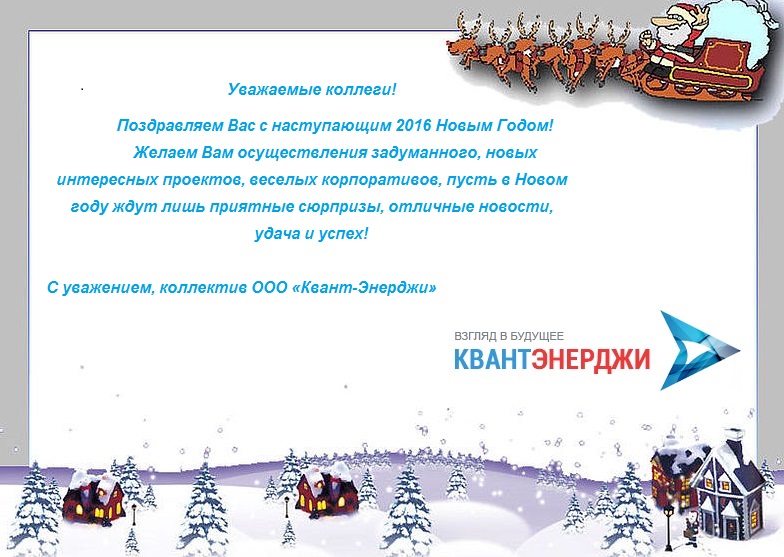 Уважаемые коллеги!
Поздравляем Вас с наступающим 2016 Новым Годом!
Желаем Вам осуществления задуманного, новых
интересных проектов, веселых корпоративов, пусть в Новом
году ждут лишь приятные сюрпризы, отличные новости,
удача и успех!
С уважением, коллектив ООО «Квант-Энерджи»
ВЗГЛЯД В БУДУЩЕЕ
КВАНТЭНЕРДЖИ